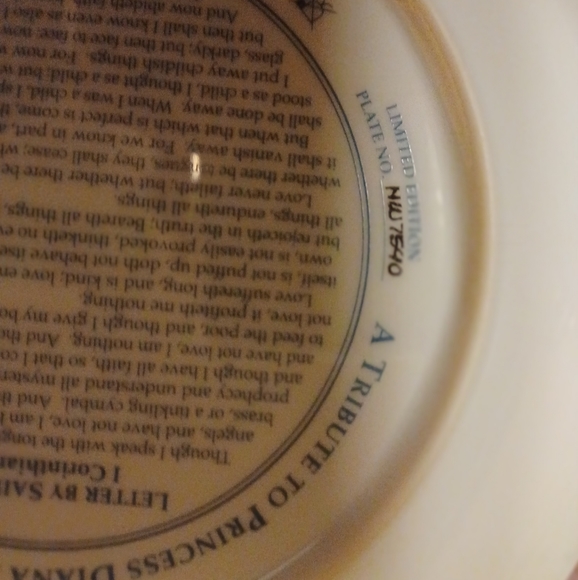 A TRIBUTE TO PRINCESS DIANA
LIMITED EDITION
PLATE NO. NW7540
LETTER BY
1 Corinthian
Though I speak with the
angels, and have not love, I am
brass, or a tinkling cymbal. And
prophecy and understand all
and though I have all faith, so that I
and have not love, I am nothing. And
to feed the poor, and though I give my
not love, it profiteth me nothing.
Love suffereth long, and is kind; love
itself, is not puffed up, doth not behave
own, is not easily provoked, thinketh no
but rejoiceth in the truth; Beareth all things,
all things, endureth all things.
Love never faileth, but whether there be
whether there be tongues, they shall cease;
it shall vanish away. For we know in part,
But when that which is perfect is come,
shall be done away. When I was a child, I
stood as a child, I thought as a child; but
I put away childish things. For now
glass, darkly; but then face to face; now
but then shall I know even as
And now abideth